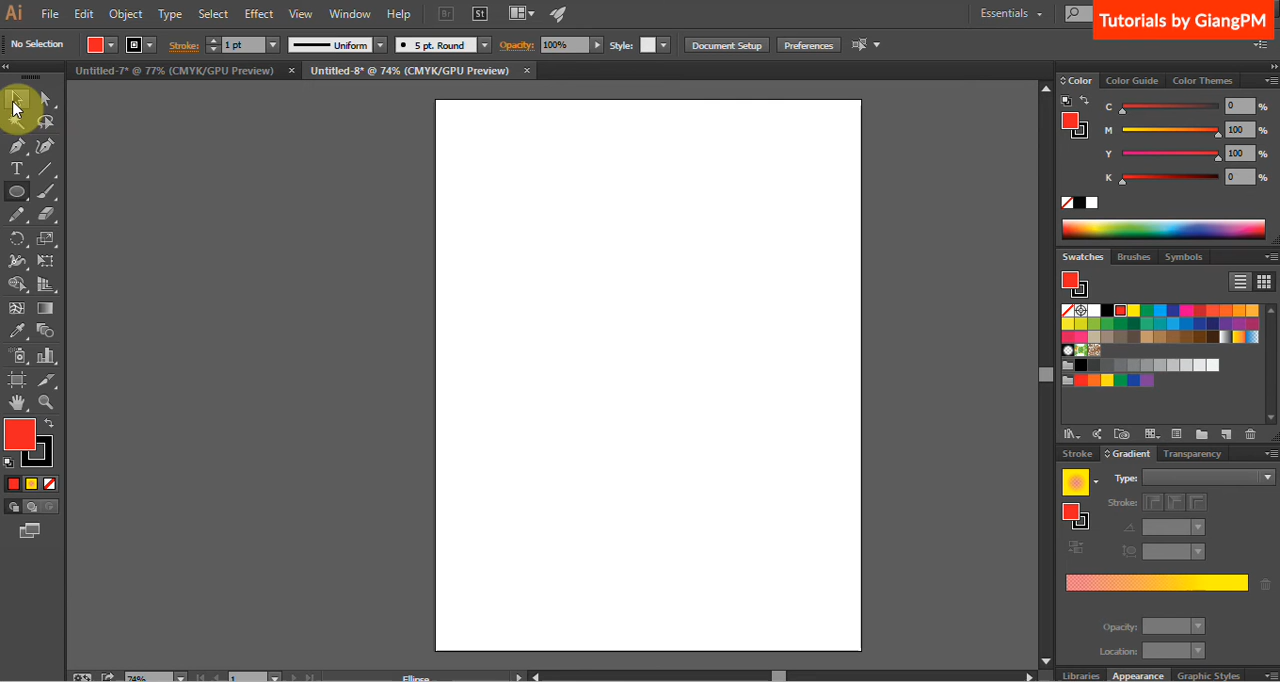 Ai File Edit Object Type Select Effect View Window Help Br St Essentials
Tutorials by GiangPM
No Selection Stroke: 1 pt Uniform 5 pt. Round Opacity: 100% Style: Document Setup Preferences
Untitled-7* @ 77% (CMYK/GPU Preview) × Untitled-8* @ 74% (CMYK/GPU Preview) ×
Color Color Guide Color Themes
C 0 %
M 100 %
Y 100 %
K 0 %
Swatches Brushes Symbols
Stroke Gradient Transparency
Type:
Stroke:
Opacity:
Location:
74% 1 Ellipse
Libraries Appearance Graphic Styles